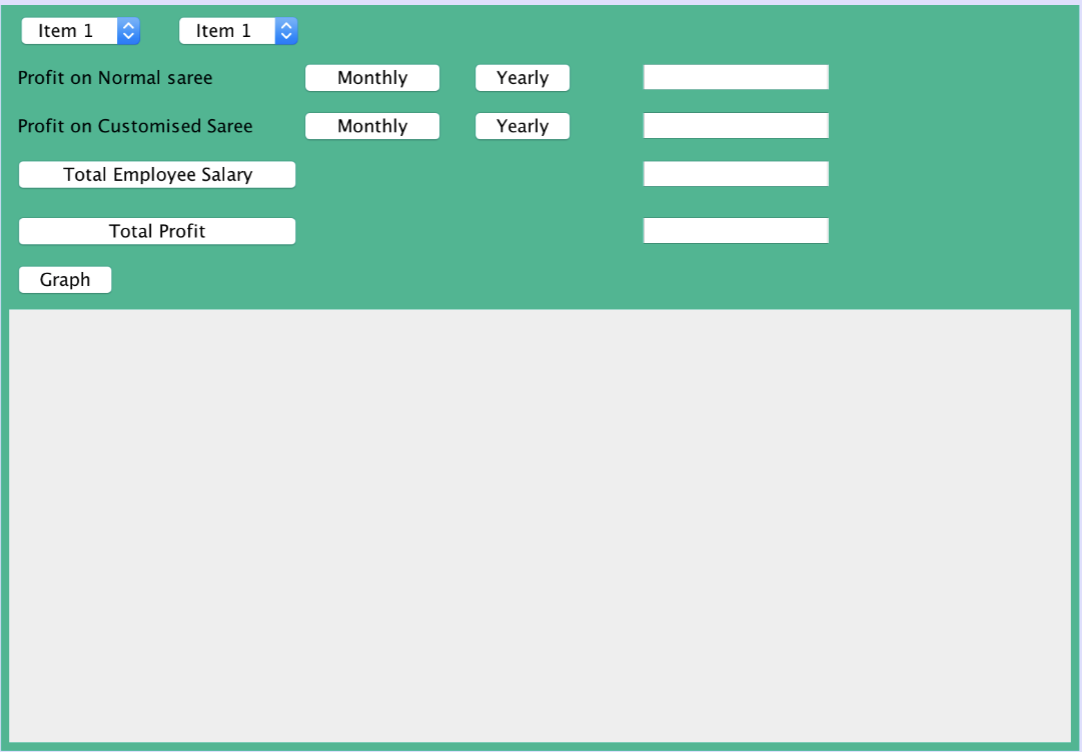 Item 1 Item 1
Profit on Normal saree Monthly Yearly
Profit on Customised Saree Monthly Yearly
Total Employee Salary
Total Profit
Graph